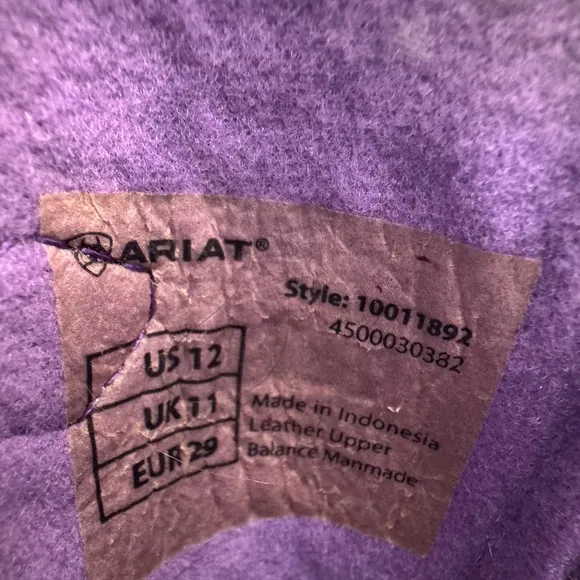 ARIAT®
Style: 10011892
4500030382
US 12
UK 11
EUR 29
Made in Indonesia
Leather Upper
Balance Manmade